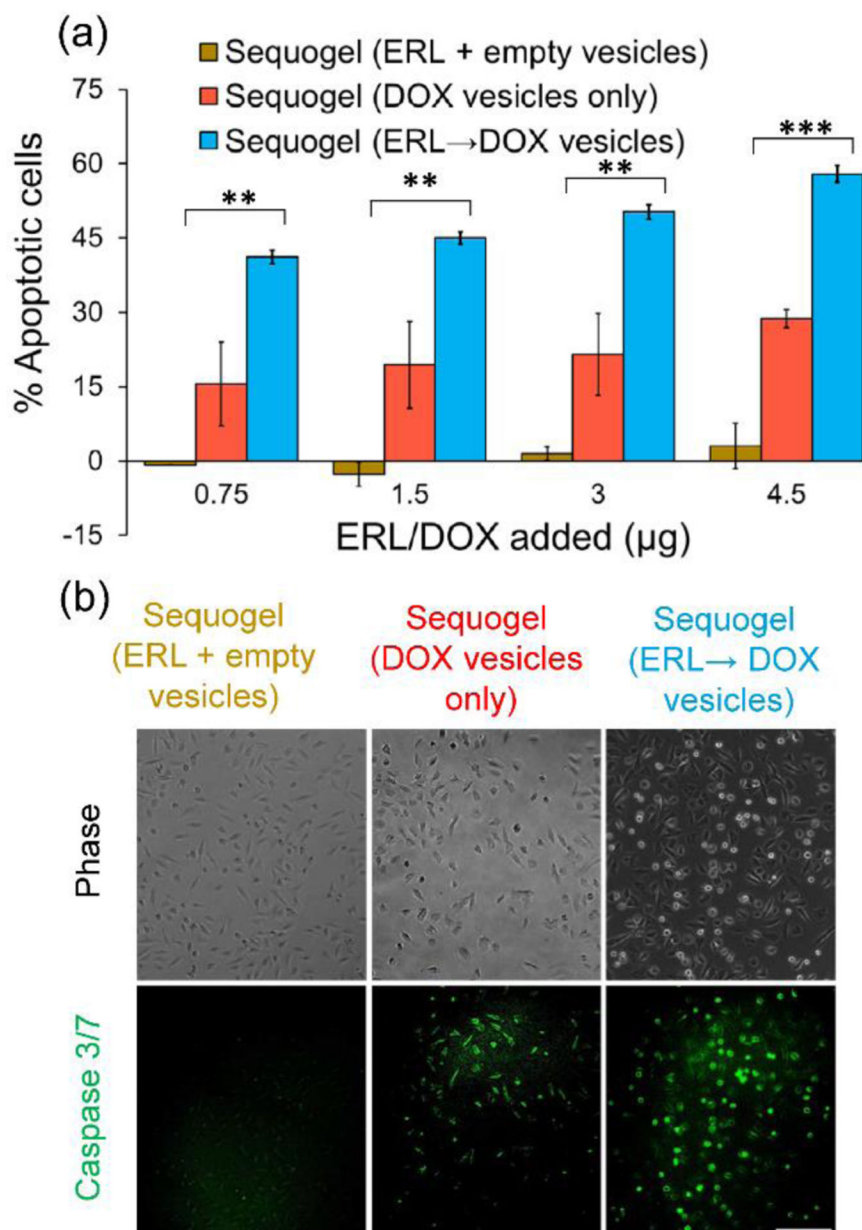 (a)
Sequogel (ERL + empty vesicles)
Sequogel (DOX vesicles only)
Sequogel (ERL→DOX vesicles)
75
60
45
30
15
0
-15
% Apoptotic cells
**
**
**
***
0.75
1.5
3
4.5
ERL/DOX added (µg)
(b)
Sequogel
(ERL + empty
vesicles)
Sequogel
(DOX vesicles
only)
Sequogel
(ERL→ DOX
vesicles)
Phase
Caspase 3/7